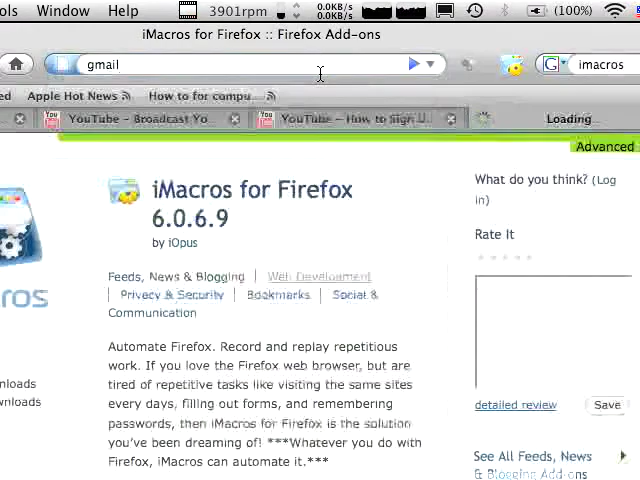 ols Window Help 3901rpm 0.0KB/s 0.0KB/s (100%)
iMacros for Firefox :: Firefox Add-ons
gmail imacros
ed Apple Hot News How to for compu...
YouTube - Broadcast Yo YouTube - How to Sign U... Loading
Advanced
iMacros for Firefox
6.0.6.9
by iOpus
What do you think? (Log
in)
Rate It
Feeds, News & Blogging | Web Development
| Privacy & Security | Bookmarks | Social &
Communication
ros
Automate Firefox. Record and replay repetitious
work. If you love the Firefox web browser, but are
tired of repetitive tasks like visiting the same sites
every days, filling out forms, and remembering
passwords, then iMacros for Firefox is the solution
you've been dreaming of! ***Whatever you do with
Firefox, iMacros can automate it.***
nloads
wnloads
detailed review Save
See All Feeds, News
& Blogging Add-ons